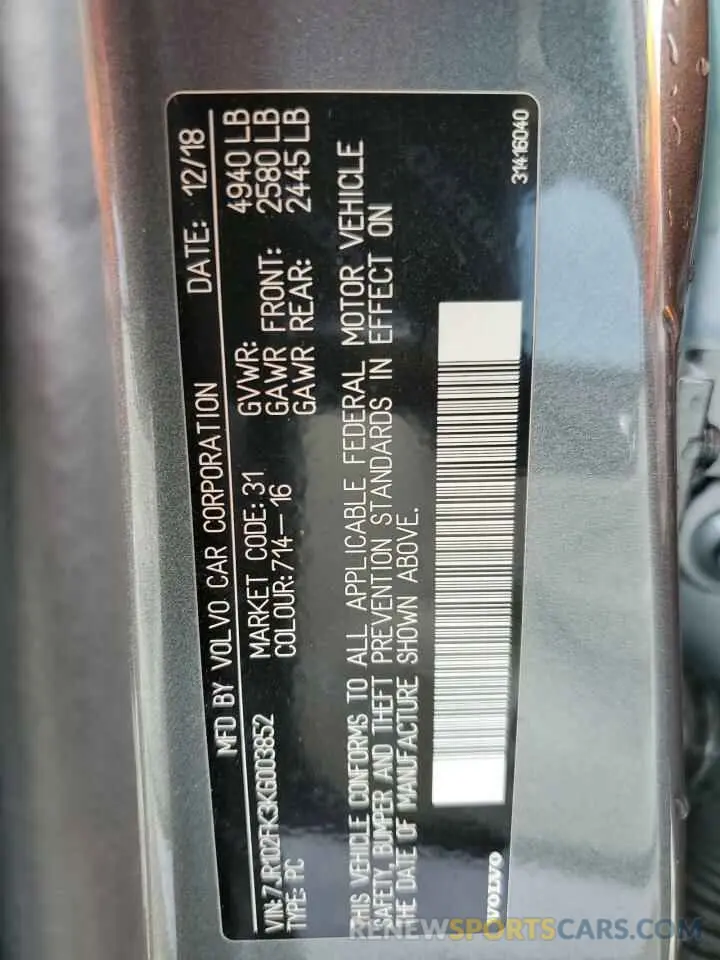 MFD BY VOLVO CAR CORPORATION DATE: 12/18
VIN: 7JR102FK3KG003852 MARKET CODE: 31 GVWR: 4940 LB
TYPE: PC COLOUR: 714-16 GAWR FRONT: 2580 LB
GAWR REAR: 2445 LB
THIS VEHICLE CONFORMS TO ALL APPLICABLE FEDERAL MOTOR VEHICLE
SAFETY, BUMPER AND THEFT PREVENTION STANDARDS IN EFFECT ON
THE DATE OF MANUFACTURE SHOWN ABOVE.
VOLVO 31416040
RENEWSPORTSCARS.COM